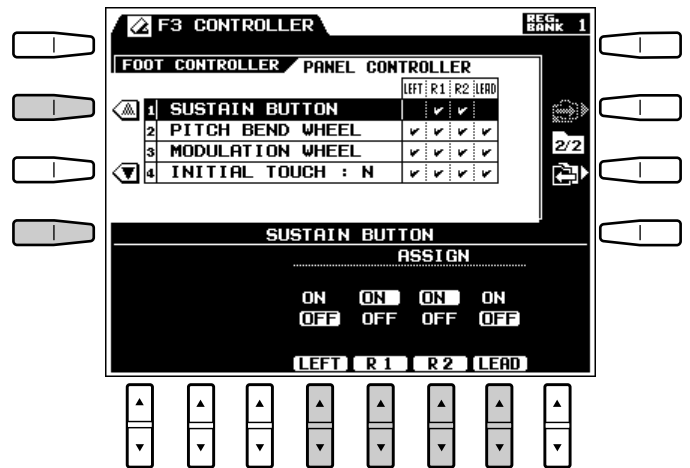 F3 CONTROLLER
REG. BANK 1
FOOT CONTROLLER PANEL CONTROLLER
LEFT R1 R2 LEAD
1 SUSTAIN BUTTON
2 PITCH BEND WHEEL
3 MODULATION WHEEL
4 INITIAL TOUCH : N
2/2
SUSTAIN BUTTON
ASSIGN
ON ON ON ON
OFF OFF OFF OFF
LEFT R 1 R 2 LEAD